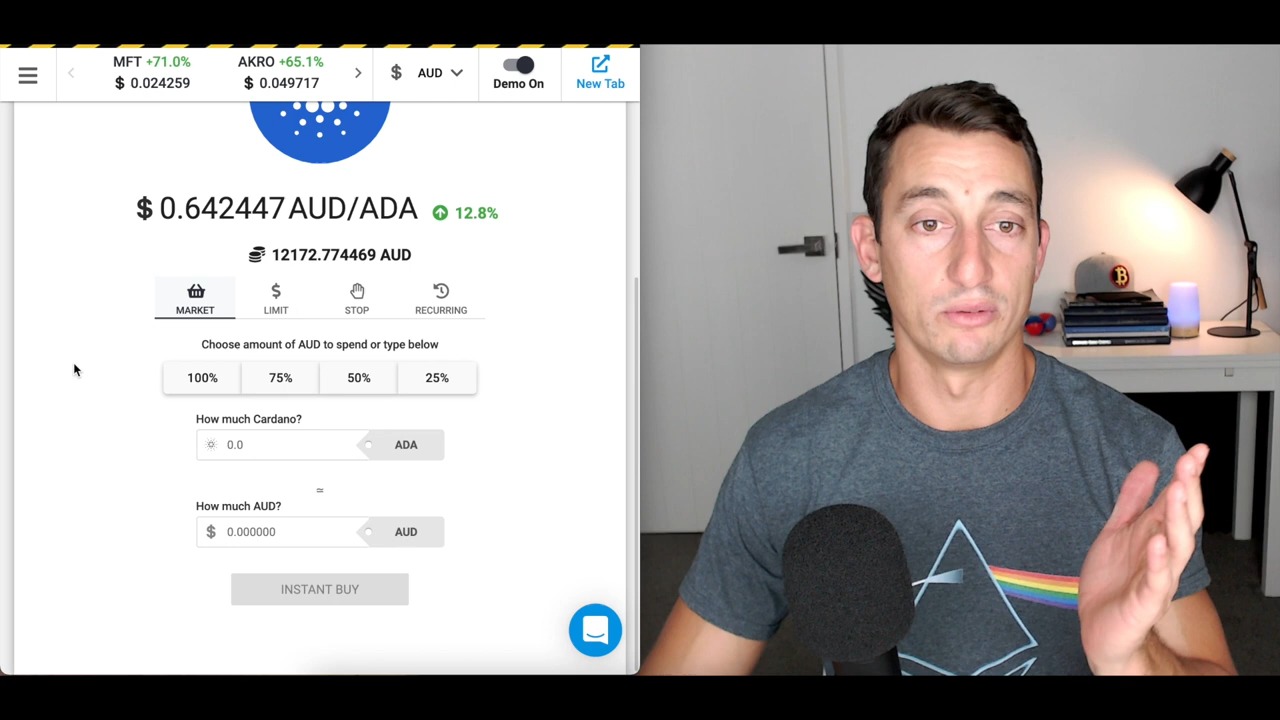 MFT +71.0%
$ 0.024259
AKRO +65.1%
$ 0.049717
$ AUD
Demo On
New Tab
$ 0.642447 AUD/ADA 12.8%
12172.774469 AUD
MARKET
LIMIT
STOP
RECURRING
Choose amount of AUD to spend or type below
100% 75% 50% 25%
How much Cardano?
0.0 ADA
≃
How much AUD?
$ 0.000000 AUD
INSTANT BUY